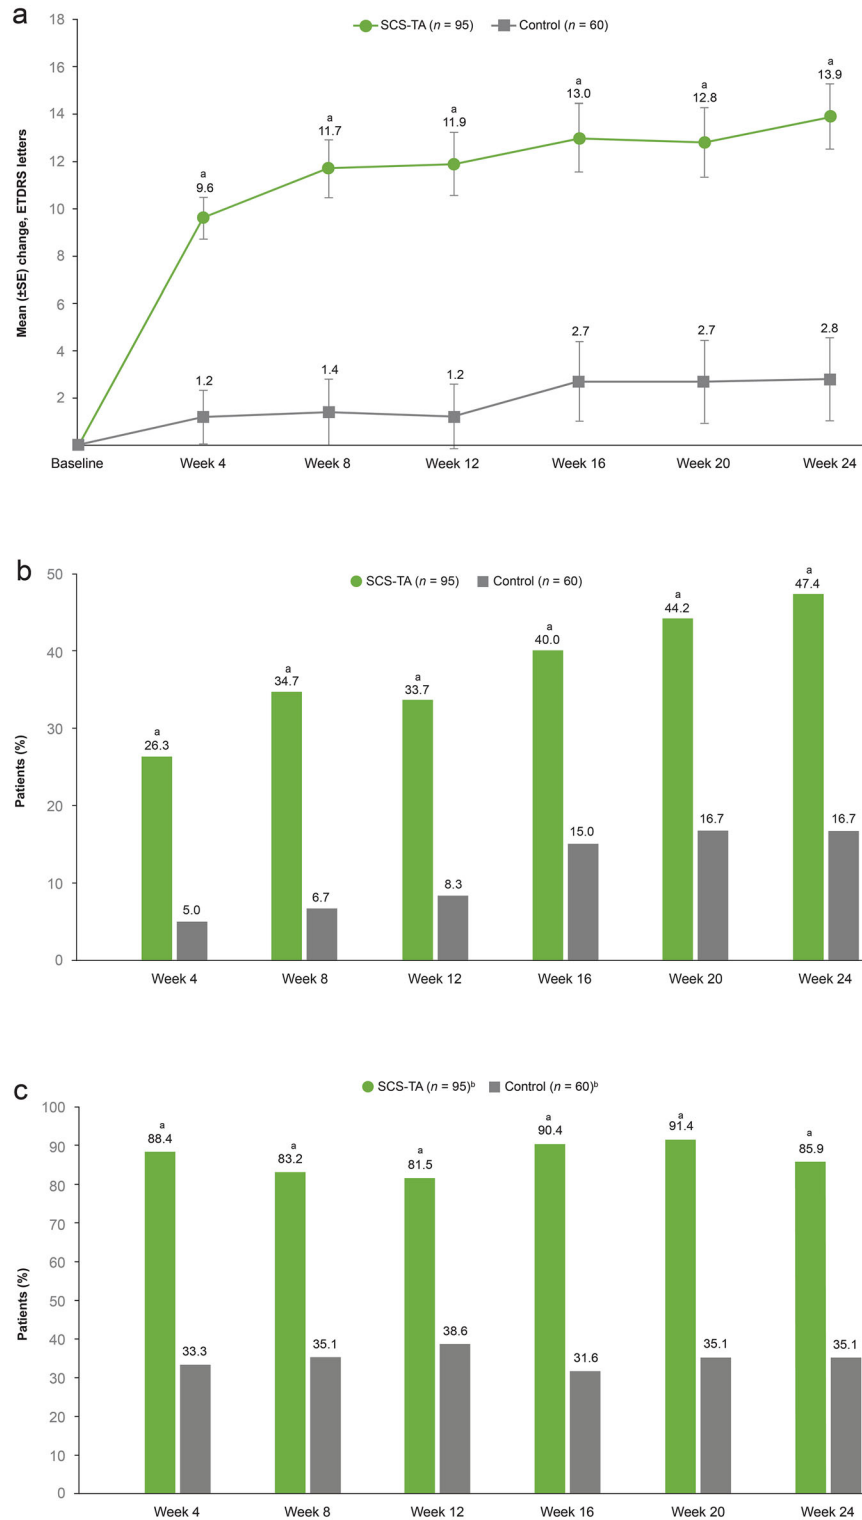 a
SCS-TA (n = 95) Control (n = 60)
Mean (±SE) change, ETDRS letters
18
16
14
12
10
8
6
4
2
a
9.6
a
11.7
a
11.9
a
13.0
a
12.8
a
13.9
1.2
1.4
1.2
2.7
2.7
2.8
Baseline Week 4 Week 8 Week 12 Week 16 Week 20 Week 24
b
SCS-TA (n = 95) Control (n = 60)
Patients (%)
50
40
30
20
10
0
a
26.3
5.0
a
34.7
6.7
a
33.7
8.3
a
40.0
15.0
a
44.2
16.7
a
47.4
16.7
Week 4 Week 8 Week 12 Week 16 Week 20 Week 24
c
SCS-TA (n = 95)ᵇ Control (n = 60)ᵇ
Patients (%)
100
90
80
70
60
50
40
30
20
10
0
a
88.4
33.3
a
83.2
35.1
a
81.5
38.6
a
90.4
31.6
a
91.4
35.1
a
85.9
35.1
Week 4 Week 8 Week 12 Week 16 Week 20 Week 24